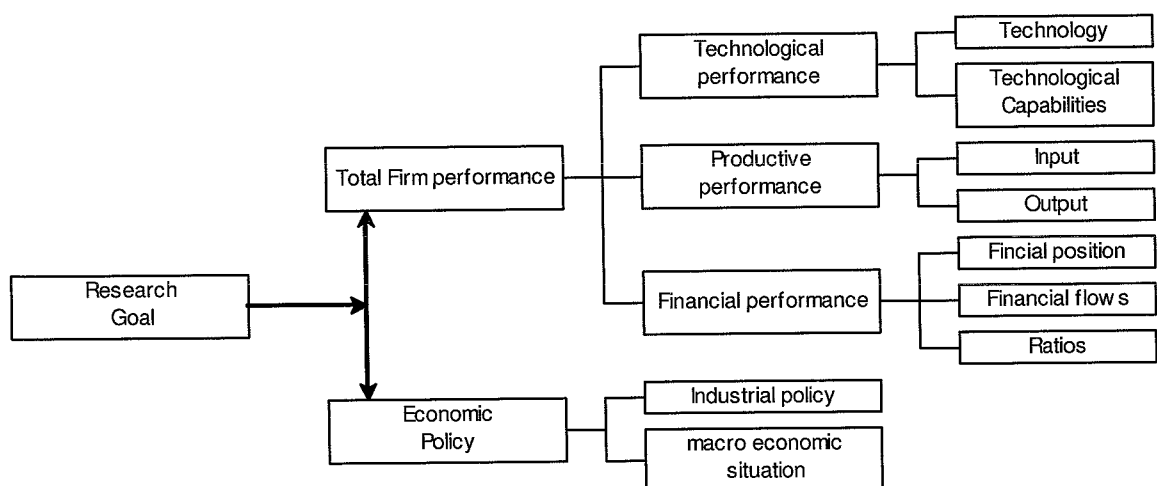 Technological
performance
Technology
Technological
Capabilities
Total Firm performance
Productive
performance
Input
Output
Research
Goal
Financial performance
Fincial position
Financial flows
Ratios
Economic
Policy
Industrial policy
macro economic
situation